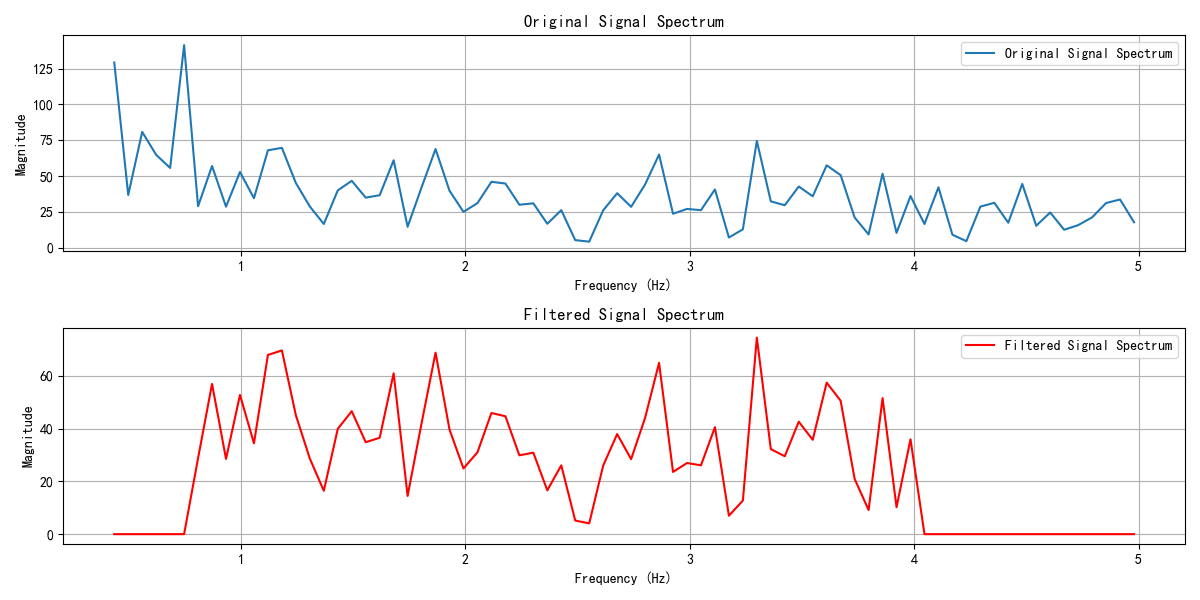 Original Signal Spectrum
Original Signal Spectrum
Magnitude
125
100
75
50
25
0
1 2 3 4 5
Frequency (Hz)
Filtered Signal Spectrum
Filtered Signal Spectrum
Magnitude
60
40
20
0
1 2 3 4 5
Frequency (Hz)